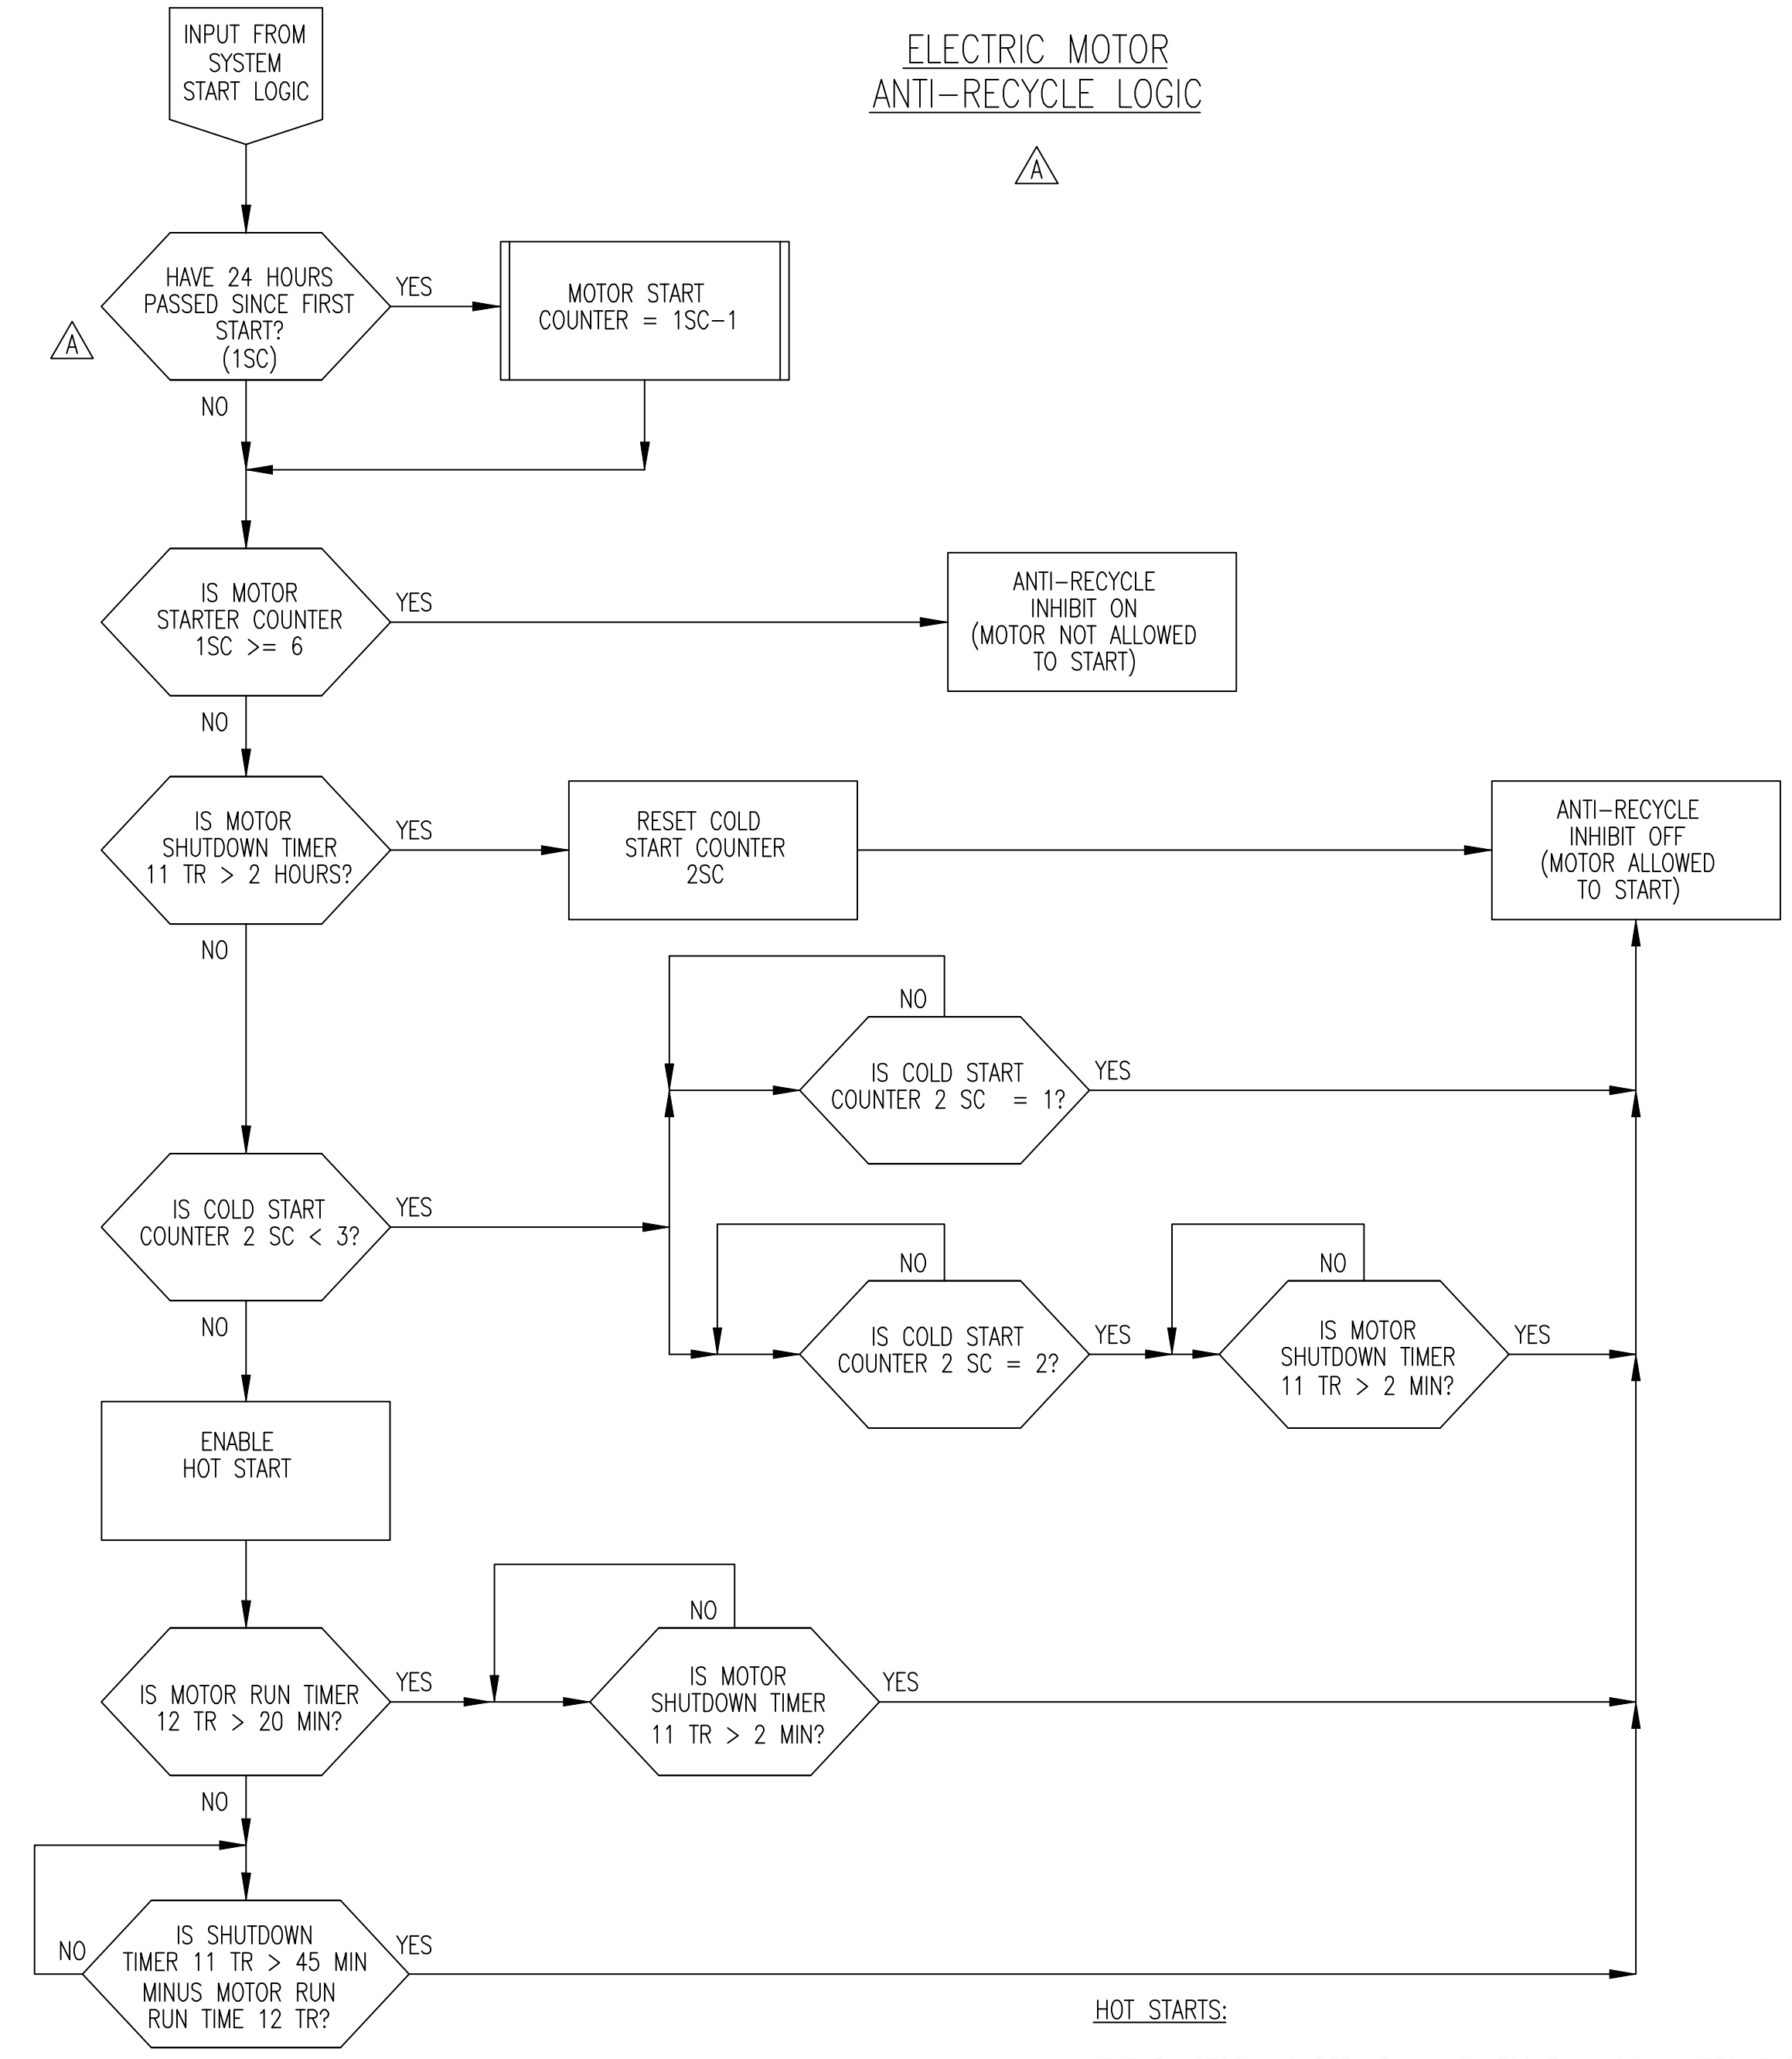 INPUT FROM
SYSTEM
START LOGIC
ELECTRIC MOTOR
ANTI-RECYCLE LOGIC
A
HAVE 24 HOURS
PASSED SINCE FIRST
START?
(1SC)
YES
MOTOR START
COUNTER = 1SC-1
A
NO
IS MOTOR
STARTER COUNTER
1SC >= 6
YES
ANTI-RECYCLE
INHIBIT ON
(MOTOR NOT ALLOWED
TO START)
NO
IS MOTOR
SHUTDOWN TIMER
11 TR > 2 HOURS?
YES
RESET COLD
START COUNTER
2SC
ANTI-RECYCLE
INHIBIT OFF
(MOTOR ALLOWED
TO START)
NO
NO
IS COLD START
COUNTER 2 SC = 1?
YES
IS COLD START
COUNTER 2 SC < 3?
YES
NO
IS COLD START
COUNTER 2 SC = 2?
YES
NO
IS MOTOR
SHUTDOWN TIMER
11 TR > 2 MIN?
YES
NO
ENABLE
HOT START
IS MOTOR RUN TIMER
12 TR > 20 MIN?
YES
NO
IS MOTOR
SHUTDOWN TIMER
11 TR > 2 MIN?
YES
NO
IS SHUTDOWN
TIMER 11 TR > 45 MIN
MINUS MOTOR RUN
RUN TIME 12 TR?
NO
YES
HOT STARTS: